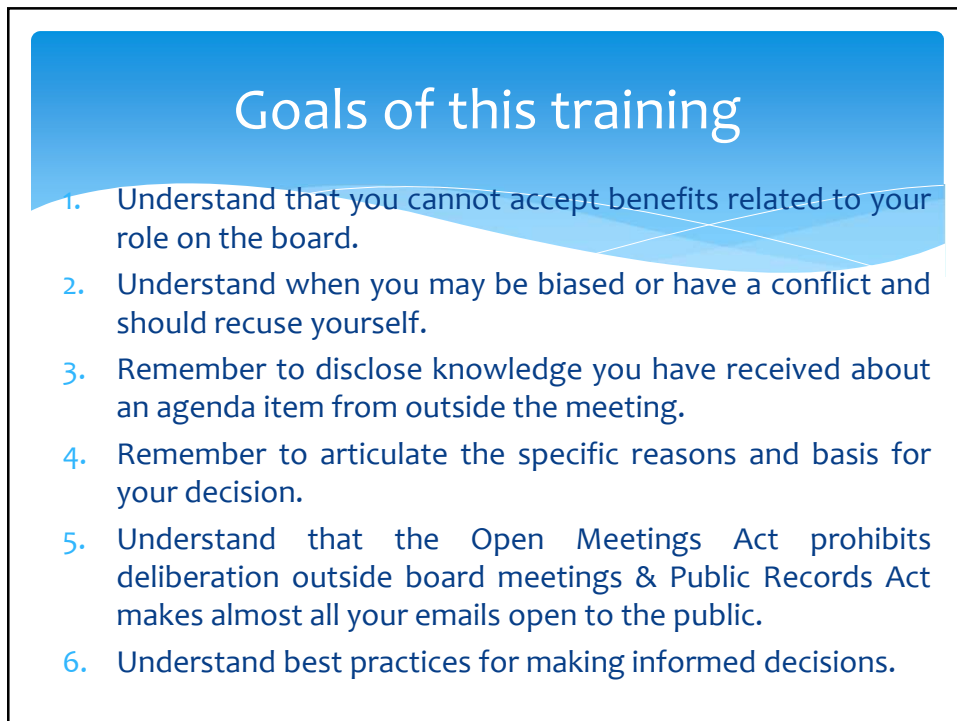 Goals of this training
1. Understand that you cannot accept benefits related to your
role on the board.
2. Understand when you may be biased or have a conflict and
should recuse yourself.
3. Remember to disclose knowledge you have received about
an agenda item from outside the meeting.
4. Remember to articulate the specific reasons and basis for
your decision.
5. Understand that the Open Meetings Act prohibits
deliberation outside board meetings & Public Records Act
makes almost all your emails open to the public.
6. Understand best practices for making informed decisions.